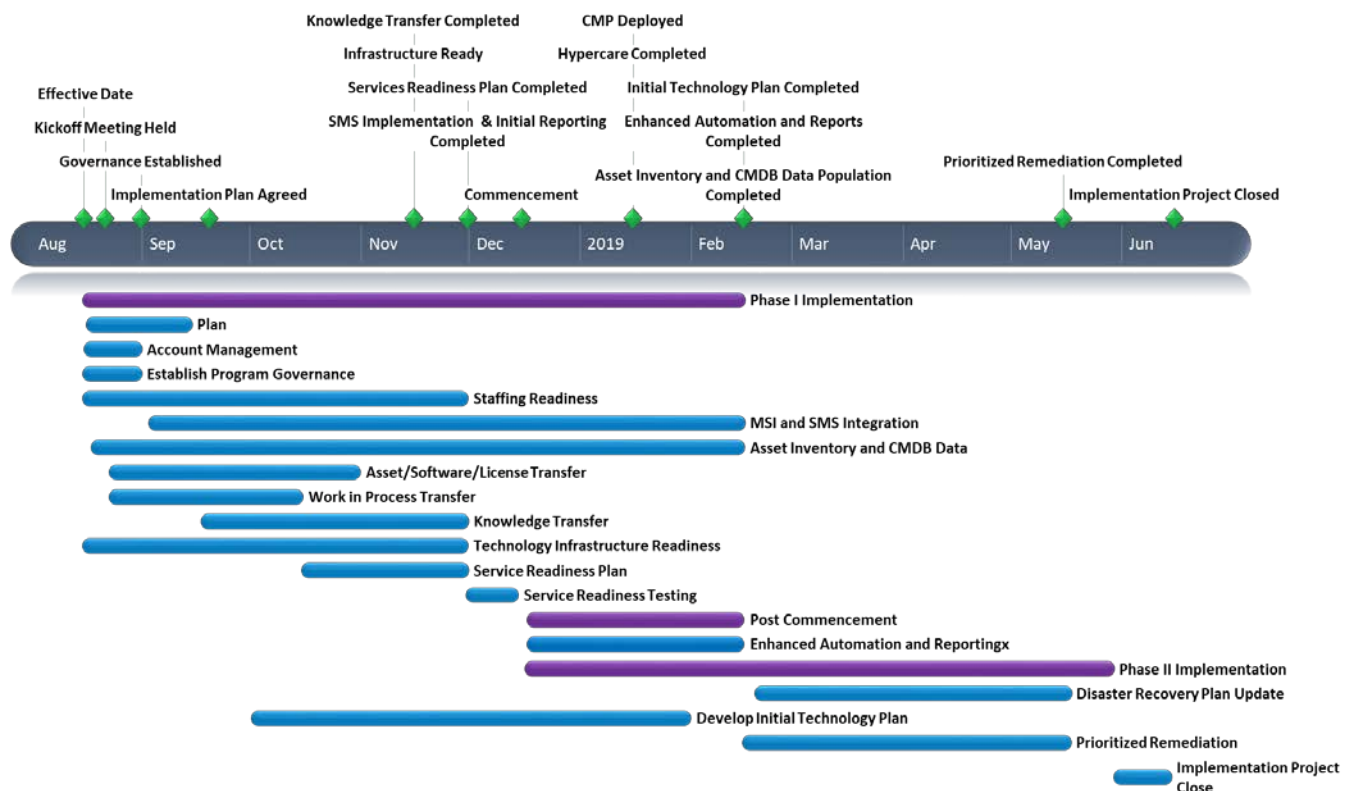 Knowledge Transfer Completed
CMP Deployed
Infrastructure Ready
Hypercare Completed
Effective Date
Services Readiness Plan Completed
Initial Technology Plan Completed
Kickoff Meeting Held
SMS Implementation & Initial Reporting
Completed
Enhanced Automation and Reports
Completed
Governance Established
Prioritized Remediation Completed
Implementation Plan Agreed
Commencement
Asset Inventory and CMDB Data Population
Completed
Implementation Project Closed
Aug
Sep
Oct
Nov
Dec
2019
Feb
Mar
Apr
May
Jun
Phase I Implementation
Plan
Account Management
Establish Program Governance
Staffing Readiness
MSI and SMS Integration
Asset Inventory and CMDB Data
Asset/Software/License Transfer
Work in Process Transfer
Knowledge Transfer
Technology Infrastructure Readiness
Service Readiness Plan
Service Readiness Testing
Post Commencement
Enhanced Automation and Reportingx
Phase II Implementation
Disaster Recovery Plan Update
Develop Initial Technology Plan
Prioritized Remediation
Implementation Project
Close